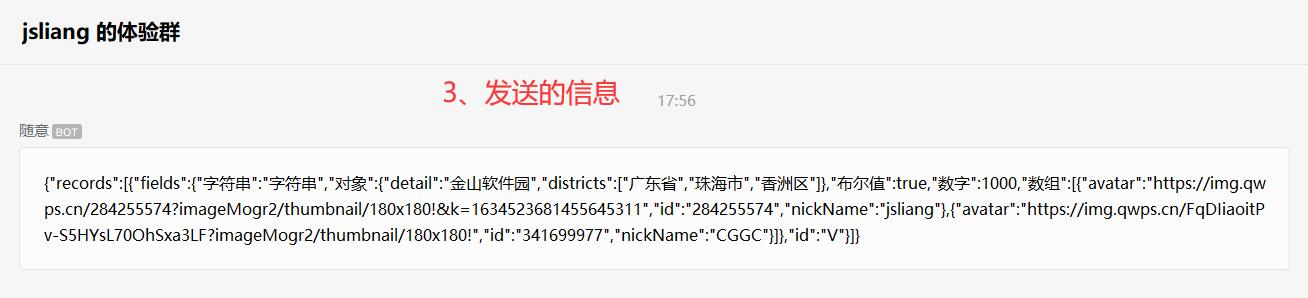 jsliang 的体验群
3、发送的信息
17:56
随意 BOT
{"records":[{"fields":{"字符串":"字符串","对象":{"detail":"金山软件园","districts":["广东省","珠海市","香洲区"]},"布尔值":true,"数字":1000,"数组":[{"avatar":"https://img.qw
ps.cn/284255574?imageMogr2/thumbnail/180x180!&k=1634523681455645311","id":"284255574","nickName":"jsliang"},{"avatar":"https://img.qwps.cn/FqDIiaoitP
v-S5HYsL70OhSxa3LF?imageMogr2/thumbnail/180x180!","id":"341699977","nickName":"CGGC"}]},"id":"V"}]}